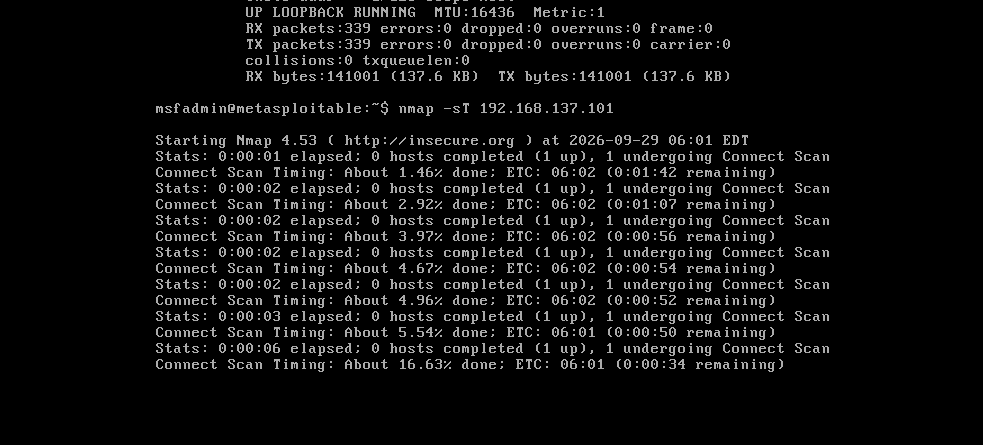 UP LOOPBACK RUNNING  MTU:16436  Metric:1
RX packets:339 errors:0 dropped:0 overruns:0 frame:0
TX packets:339 errors:0 dropped:0 overruns:0 carrier:0
collisions:0 txqueuelen:0
RX bytes:141001 (137.6 KB)  TX bytes:141001 (137.6 KB)
msfadmin@metasploitable:~$ nmap -sT 192.168.137.101
Starting Nmap 4.53 ( http://insecure.org ) at 2026-09-29 06:01 EDT
Stats: 0:00:01 elapsed; 0 hosts completed (1 up), 1 undergoing Connect Scan
Connect Scan Timing: About 1.46% done; ETC: 06:02 (0:01:42 remaining)
Stats: 0:00:02 elapsed; 0 hosts completed (1 up), 1 undergoing Connect Scan
Connect Scan Timing: About 2.92% done; ETC: 06:02 (0:01:07 remaining)
Stats: 0:00:02 elapsed; 0 hosts completed (1 up), 1 undergoing Connect Scan
Connect Scan Timing: About 3.97% done; ETC: 06:02 (0:00:56 remaining)
Stats: 0:00:02 elapsed; 0 hosts completed (1 up), 1 undergoing Connect Scan
Connect Scan Timing: About 4.67% done; ETC: 06:02 (0:00:54 remaining)
Stats: 0:00:02 elapsed; 0 hosts completed (1 up), 1 undergoing Connect Scan
Connect Scan Timing: About 4.96% done; ETC: 06:02 (0:00:52 remaining)
Stats: 0:00:03 elapsed; 0 hosts completed (1 up), 1 undergoing Connect Scan
Connect Scan Timing: About 5.54% done; ETC: 06:01 (0:00:50 remaining)
Stats: 0:00:06 elapsed; 0 hosts completed (1 up), 1 undergoing Connect Scan
Connect Scan Timing: About 16.63% done; ETC: 06:01 (0:00:34 remaining)